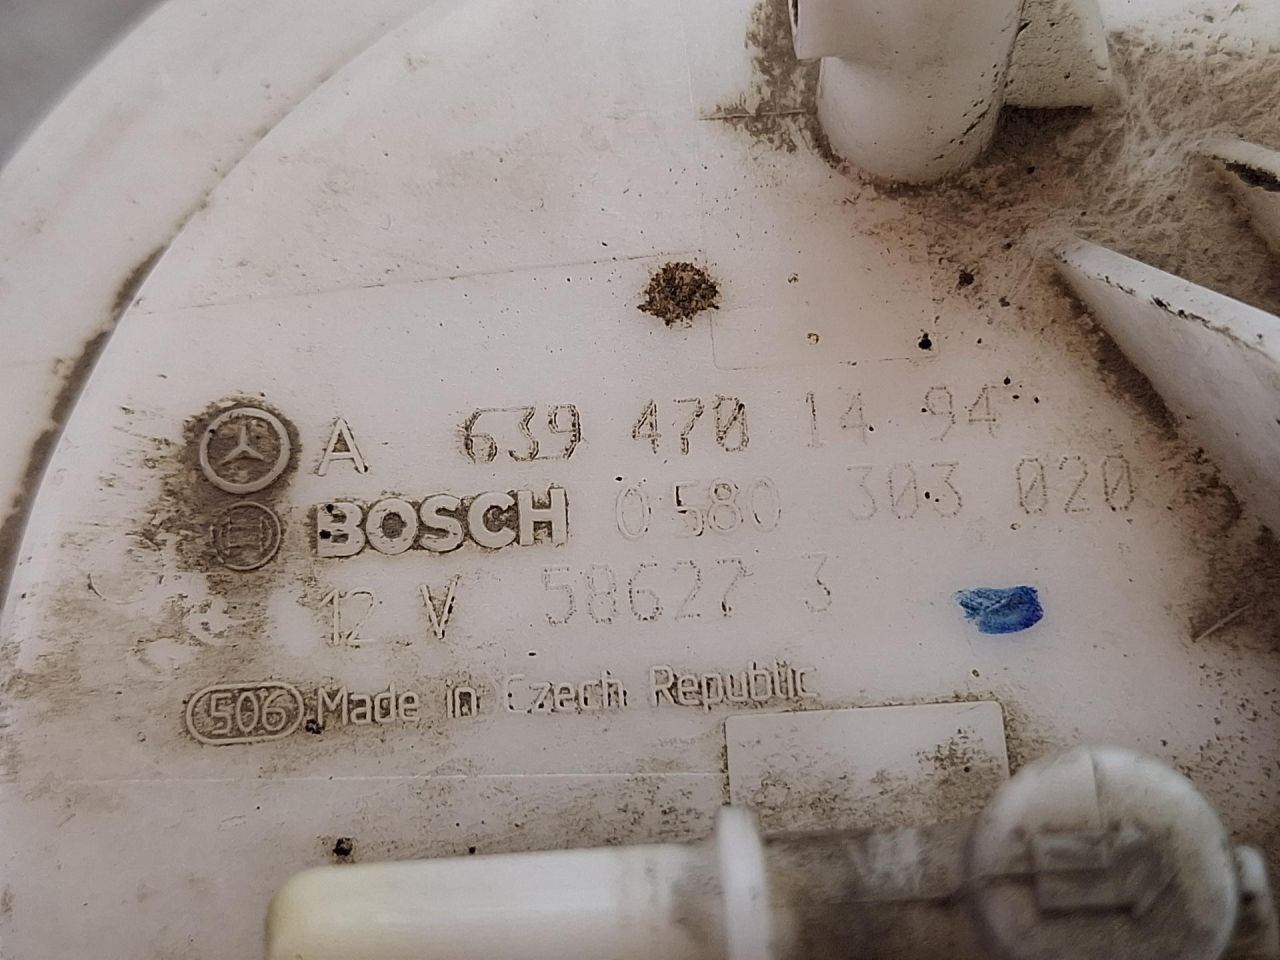 A 639 470 14 94
BOSCH 0 580 303 020
12 V 58627 3
506 Made in Czech Republic